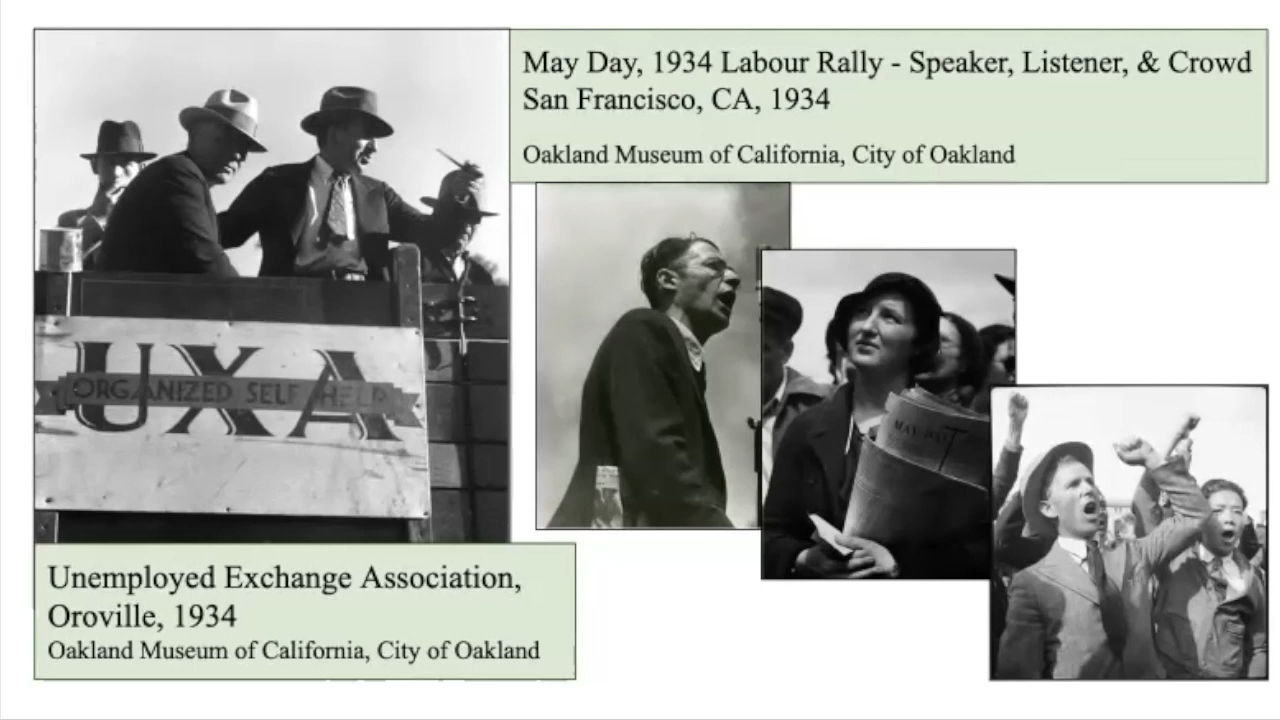 May Day, 1934 Labour Rally - Speaker, Listener, & Crowd
San Francisco, CA, 1934
Oakland Museum of California, City of Oakland
UXA
ORGANIZED SELF HELP
MAY DAY
Unemployed Exchange Association,
Oroville, 1934
Oakland Museum of California, City of Oakland